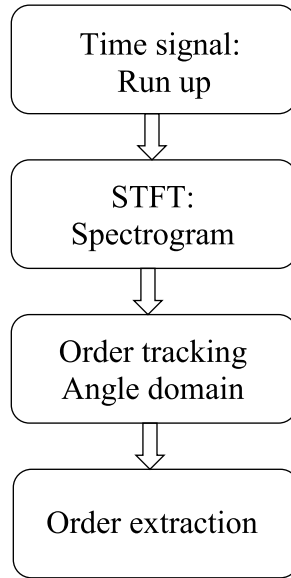 Time signal:
Run up
STFT:
Spectrogram
Order tracking
Angle domain
Order extraction